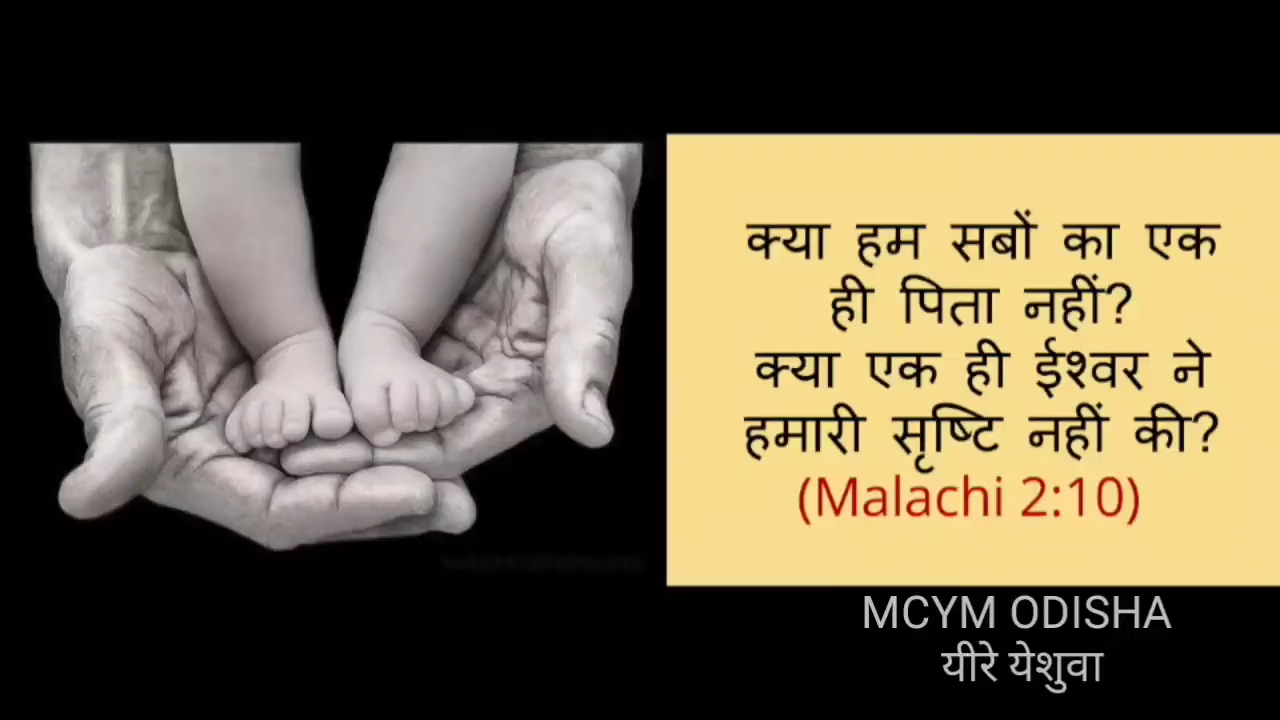 क्या हम सबों का एक
ही पिता नहीं?
क्या एक ही ईश्वर ने
हमारी सृष्टि नहीं की?
(Malachi 2:10)
MCYM ODISHA
यीरे येशुवा